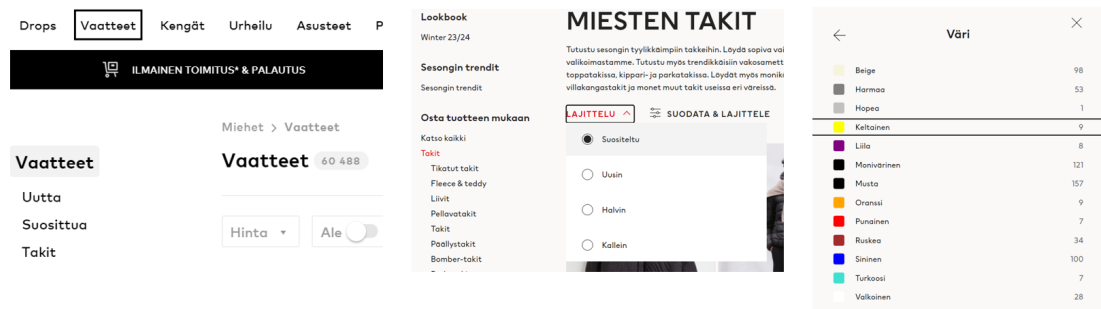 Drops Vaatteet Kengät Urheilu Asusteet P
ILMAINEN TOIMITUS* & PALAUTUS
Miehet > Vaatteet
Vaatteet
Uutta
Suosittua
Takit
Vaatteet 60 488
Hinta Ale
Lookbook
Winter 23/24
Sesongin trendit
Sesongin trendit
Osta tuotteen mukaan
Katso kaikki
Takit
Tikatut takit
Fleece & teddy
Liivit
Pellavatakit
Takit
Päällystakit
Bomber-takit
MIESTEN TAKIT
Tutustu sesongin tyylikkäimpiin takkeihin. Löydä sopiva vai
valikoimastamme. Tutustu myös trendikkäisiin vakosamett
toppatakissa, kippari- ja parkatakissa. Löydät myös moniku
villakangastakit ja monet muut takit useissa eri väreissä.
LAJITTELU SUODATA & LAJITTELE
Suositeltu
Uusin
Halvin
Kallein
Väri
Beige 98
Harmaa 53
Hopea 1
Keltainen 9
Liila 8
Monivärinen 121
Musta 157
Oranssi 9
Punainen 7
Ruskea 34
Sininen 100
Turkoosi 7
Valkoinen 28